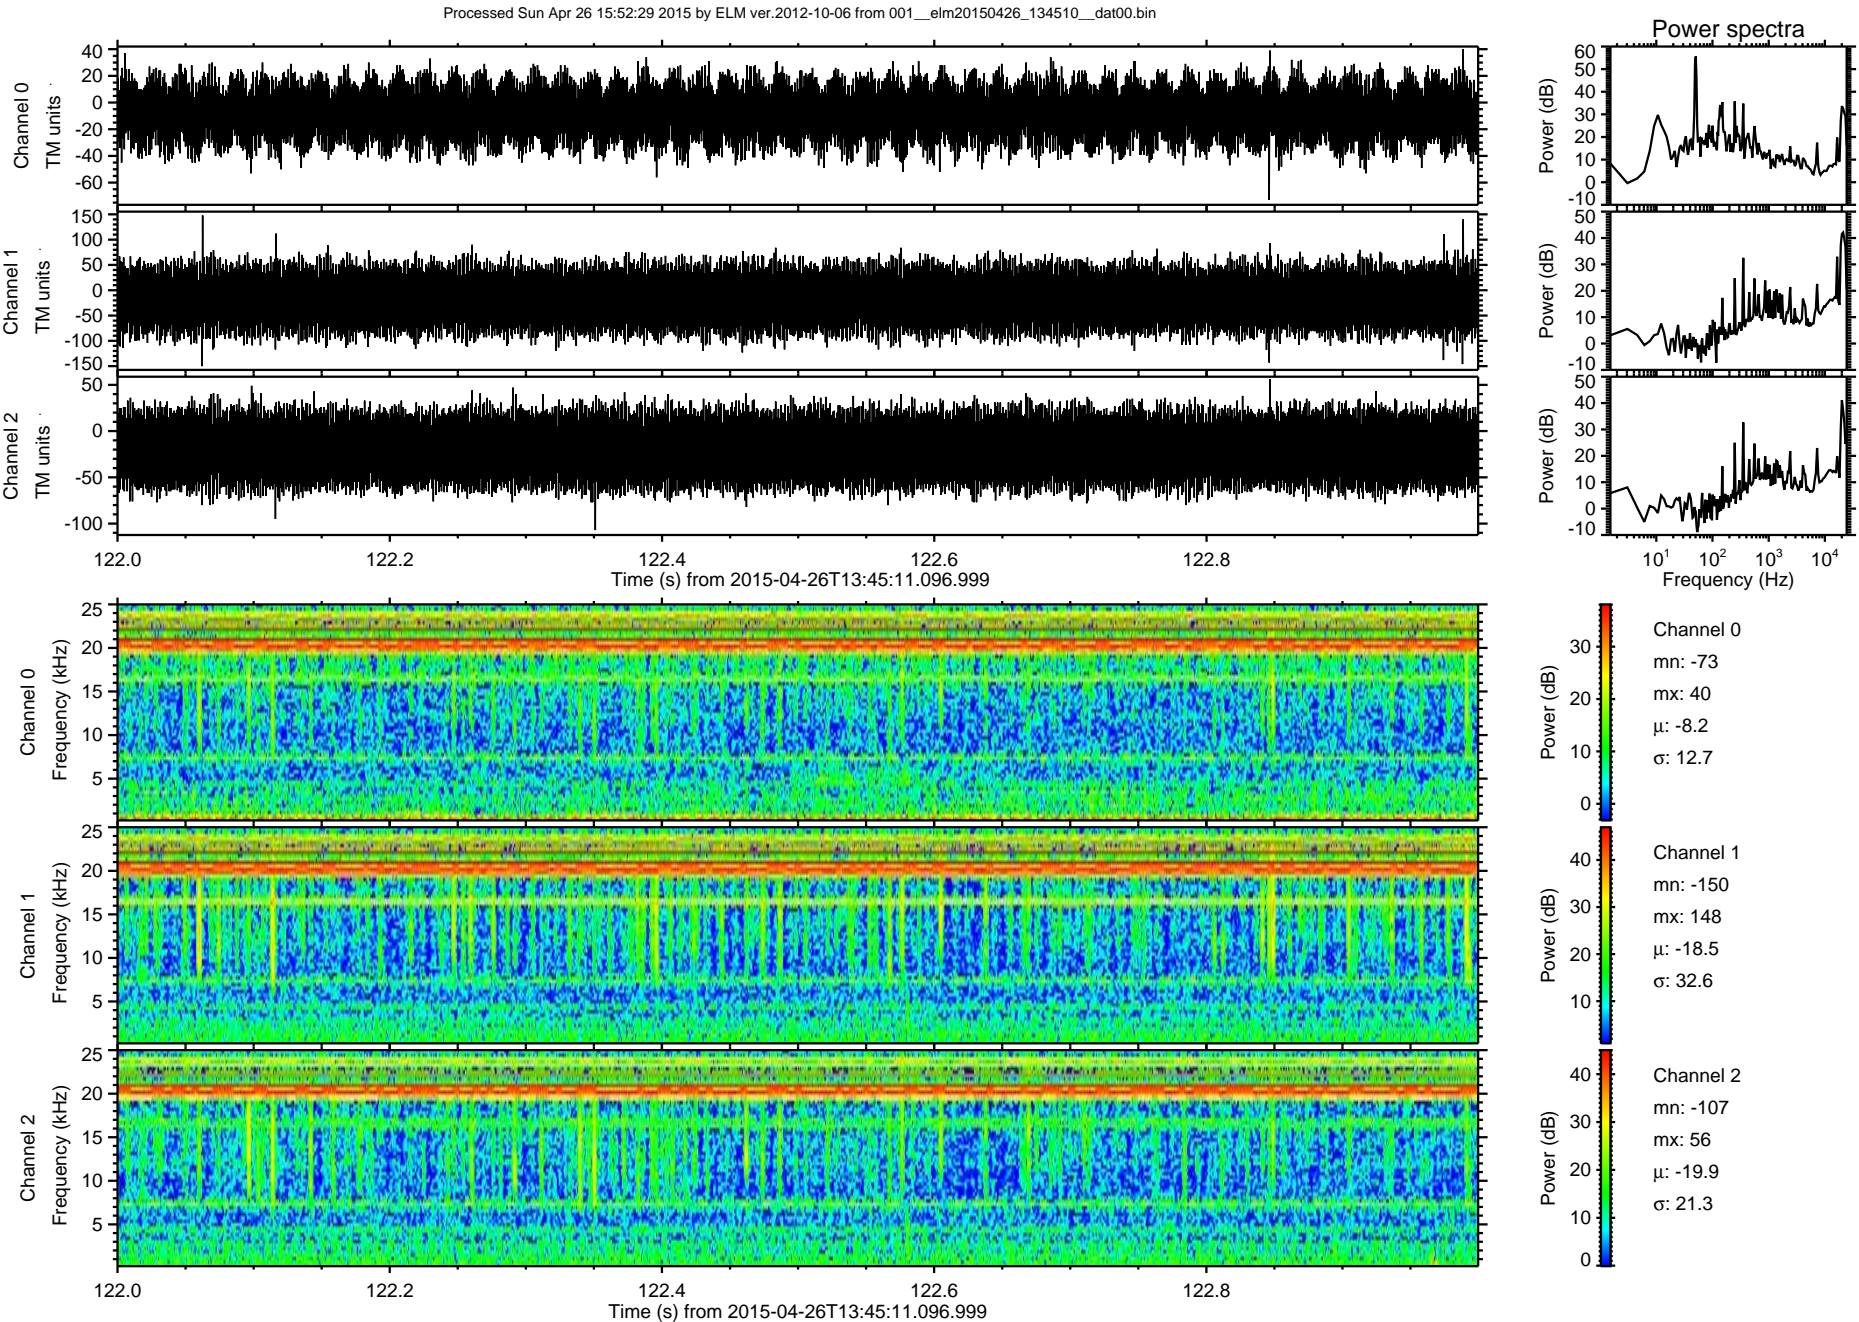 Processed Sun Apr 26 15:52:29 2015 by ELM ver.2012-10-06 from 001__elm20150426_134510__dat00.bin
Power spectra
Channel 0
TM units
40
20
0
-20
-40
-60
Power (dB)
60
50
40
30
20
10
0
-10
Channel 1
TM units
150
100
50
0
-50
-100
-150
Power (dB)
50
40
30
20
10
0
-10
Channel 2
TM units
50
0
-50
-100
Power (dB)
50
40
30
20
10
0
-10
122.0 122.2 122.4 122.6 122.8
Time (s) from 2015-04-26T13:45:11.096.999
10^1 10^2 10^3 10^4
Frequency (Hz)
Channel 0
Frequency (kHz)
25
20
15
10
5
Power (dB)
30
20
10
0
Channel 0
mn: -73
mx: 40
μ: -8.2
σ: 12.7
Channel 1
Frequency (kHz)
25
20
15
10
5
Power (dB)
40
30
20
10
Channel 1
mn: -150
mx: 148
μ: -18.5
σ: 32.6
Channel 2
Frequency (kHz)
25
20
15
10
5
Power (dB)
40
30
20
10
0
Channel 2
mn: -107
mx: 56
μ: -19.9
σ: 21.3
122.0 122.2 122.4 122.6 122.8
Time (s) from 2015-04-26T13:45:11.096.999